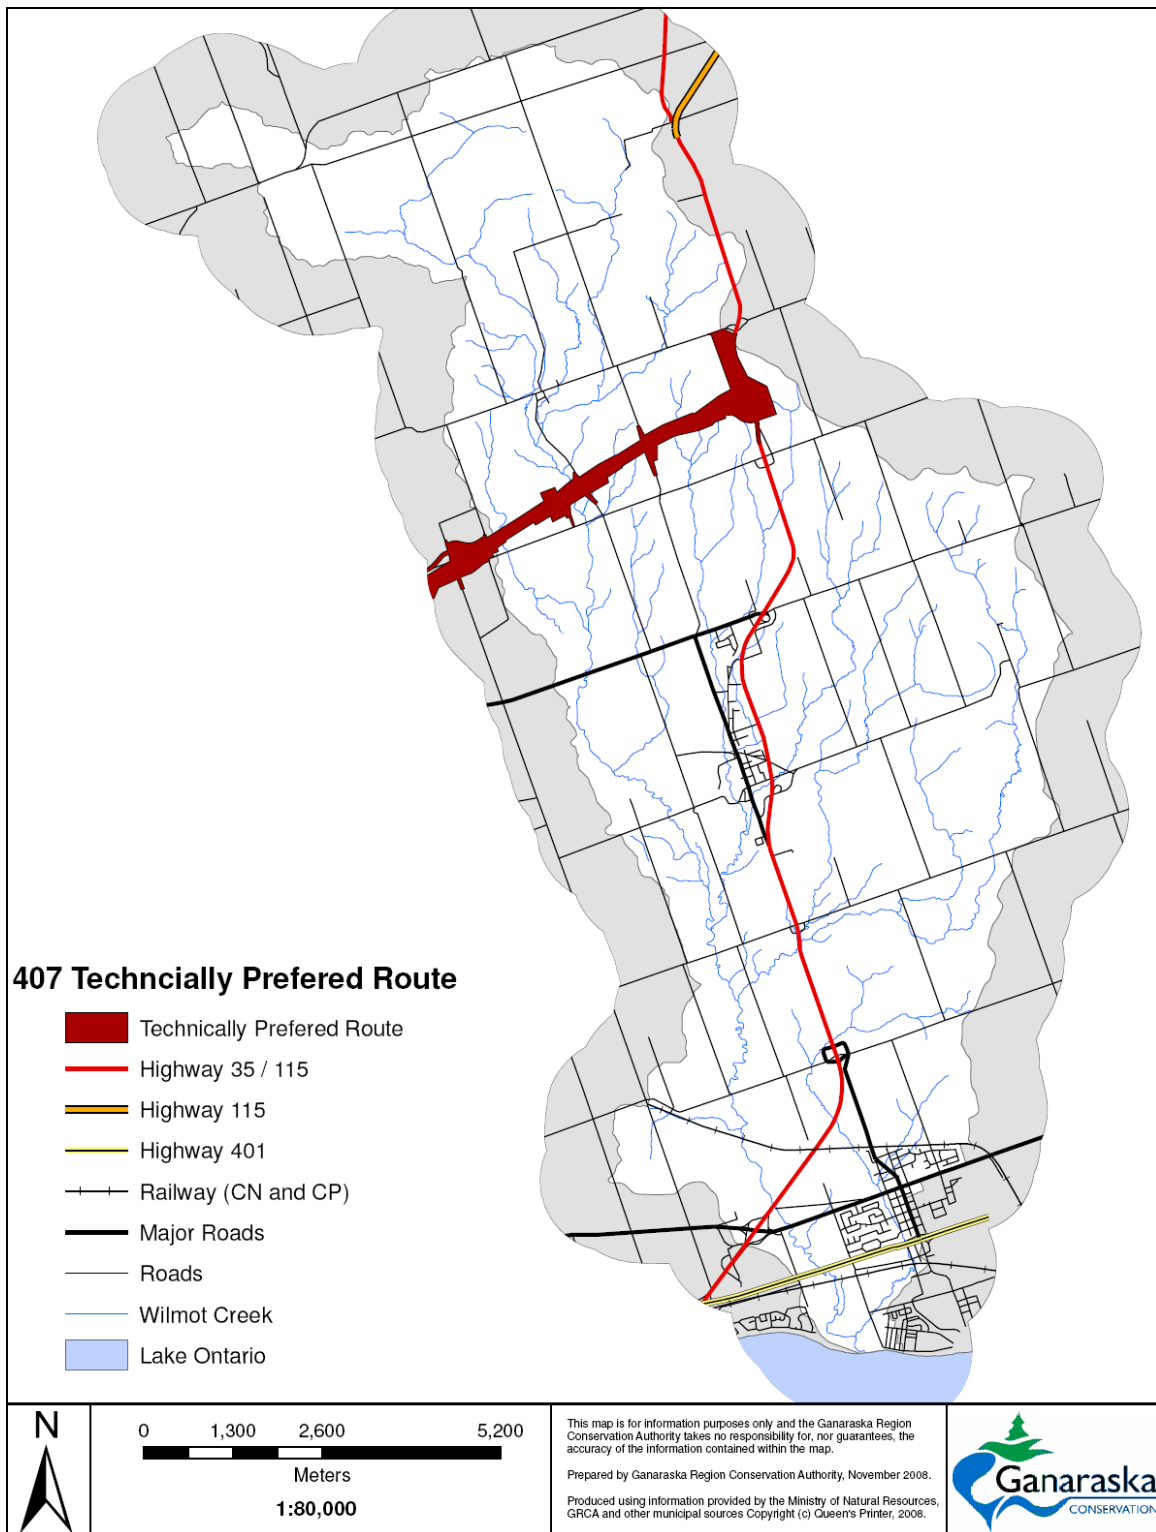 407 Techncially Prefered Route
Technically Prefered Route
Highway 35 / 115
Highway 115
Highway 401
Railway (CN and CP)
Major Roads
Roads
Wilmot Creek
Lake Ontario
N
0 1,300 2,600 5,200
Meters
1:80,000
This map is for information purposes only and the Ganaraska Region
Conservation Authority takes no responsibility for, nor guarantees, the
accuracy of the information contained within the map.
Prepared by Ganaraska Region Conservation Authority, November 2008.
Produced using information provided by the Ministry of Natural Resources,
GRCA and other municipal sources Copyright (c) Queen's Printer, 2008.
Ganaraska
CONSERVATION